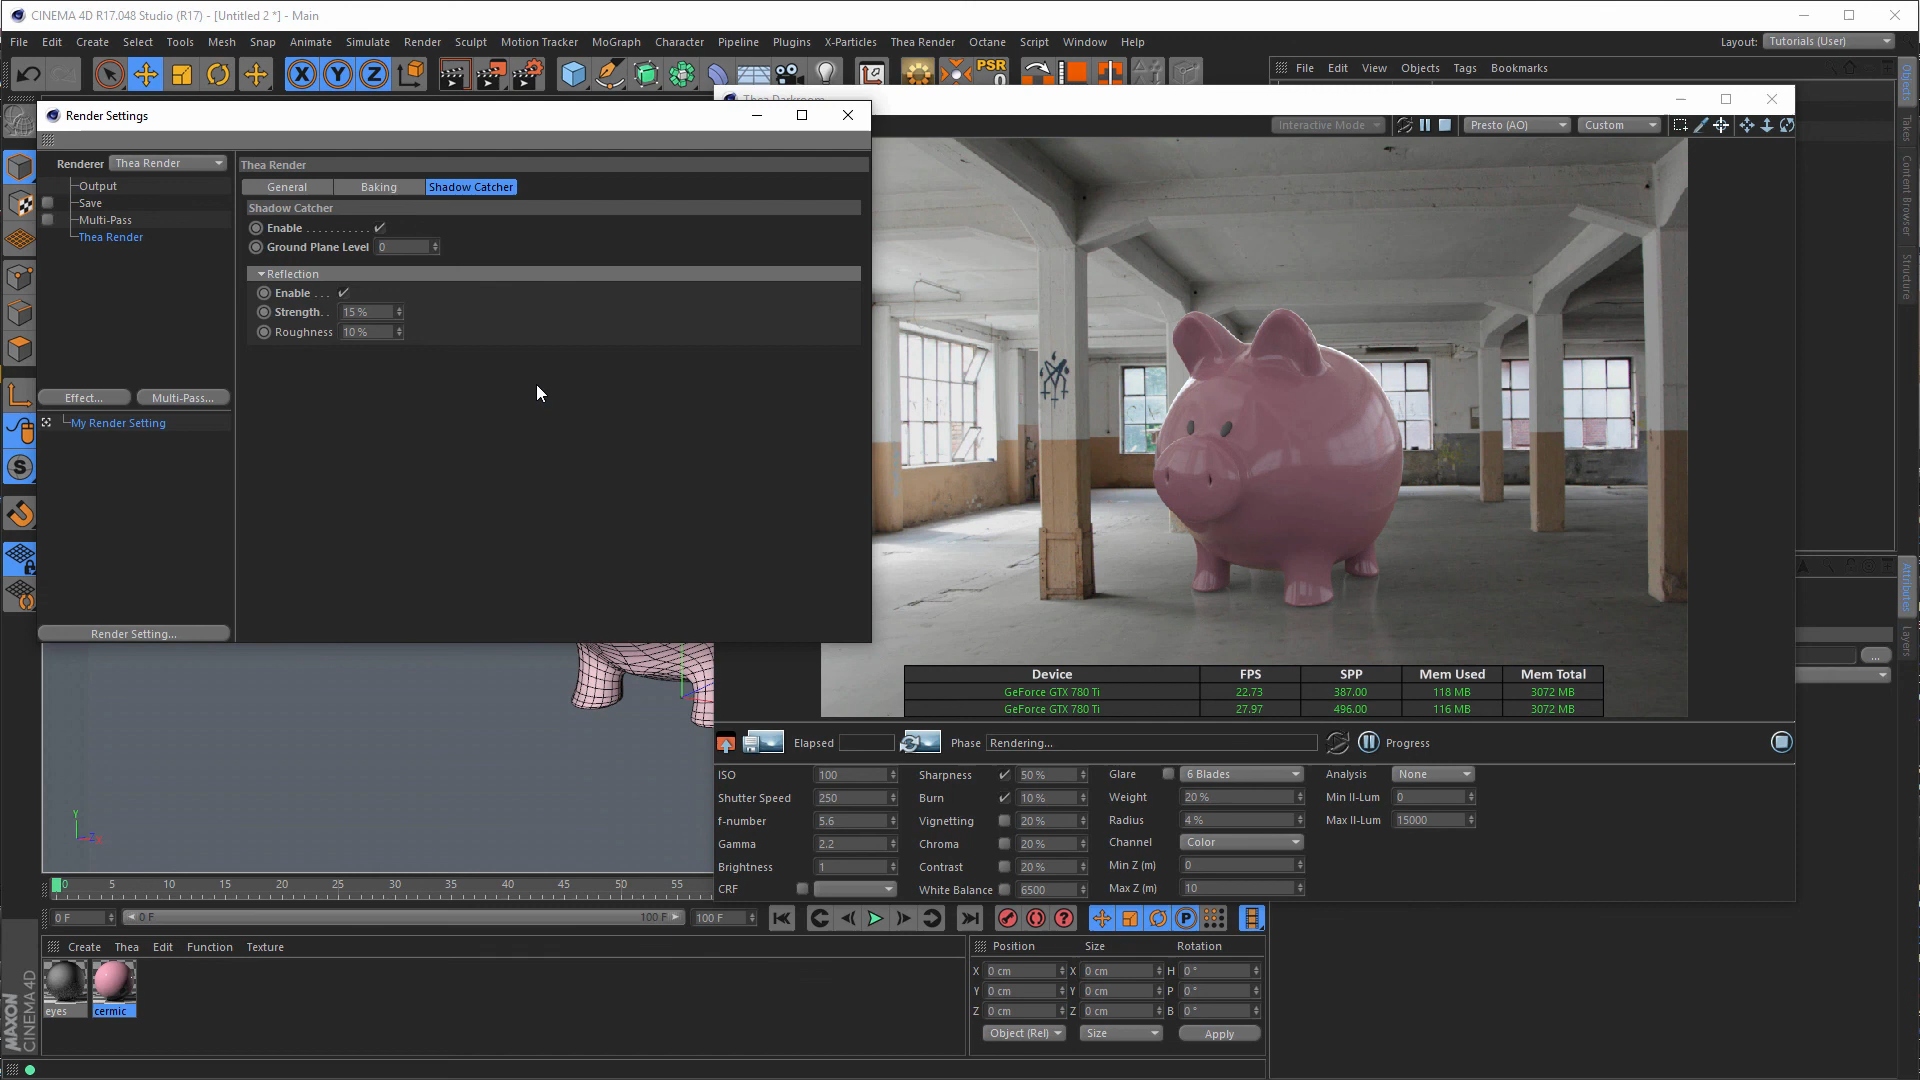 CINEMA 4D R17.048 Studio (R17) - [Untitled 2 *] - Main
File Edit Create Select Tools Mesh Snap Animate Simulate Render Sculpt Motion Tracker MoGraph Character Pipeline Plugins X-Particles Thea Render Octane Script Window Help
Layout: Tutorials (User)
PSR
File Edit View Objects Tags Bookmarks
Objects
Takes
Content Browser
Structure
Attributes
Layers
Thea Darkroom
Interactive Mode Presto (AO) Custom
Render Settings
Renderer Thea Render
Output
Save
Multi-Pass
Thea Render
Effect... Multi-Pass...
My Render Setting
Render Setting...
Thea Render
General Baking Shadow Catcher
Shadow Catcher
Enable . . . . . . . . . . .
Ground Plane Level 0
Reflection
Enable . . .
Strength. . 15 %
Roughness 10 %
Device FPS SPP Mem Used Mem Total
GeForce GTX 780 Ti 22.73 387.00 118 MB 3072 MB
GeForce GTX 780 Ti 27.97 496.00 116 MB 3072 MB
Elapsed Phase Rendering... Progress
ISO 100 Sharpness 50 % Glare 6 Blades Analysis None
Shutter Speed 250 Burn 10 % Weight 20 % Min Il-Lum 0
f-number 5.6 Vignetting 20 % Radius 4 % Max Il-Lum 15000
Gamma 2.2 Chroma 20 % Channel Color
Brightness 1 Contrast 20 % Min Z (m) 0
CRF White Balance 6500 Max Z (m) 10
Y
Z X
0 5 10 15 20 25 30 35 40 45 50 55
0 F 0 F 100 F 100 F
Create Thea Edit Function Texture
eyes cermic
Position Size Rotation
X 0 cm X 0 cm H 0 °
Y 0 cm Y 0 cm P 0 °
Z 0 cm Z 0 cm B 0 °
Object (Rel) Size Apply
MAXON
CINEMA 4D